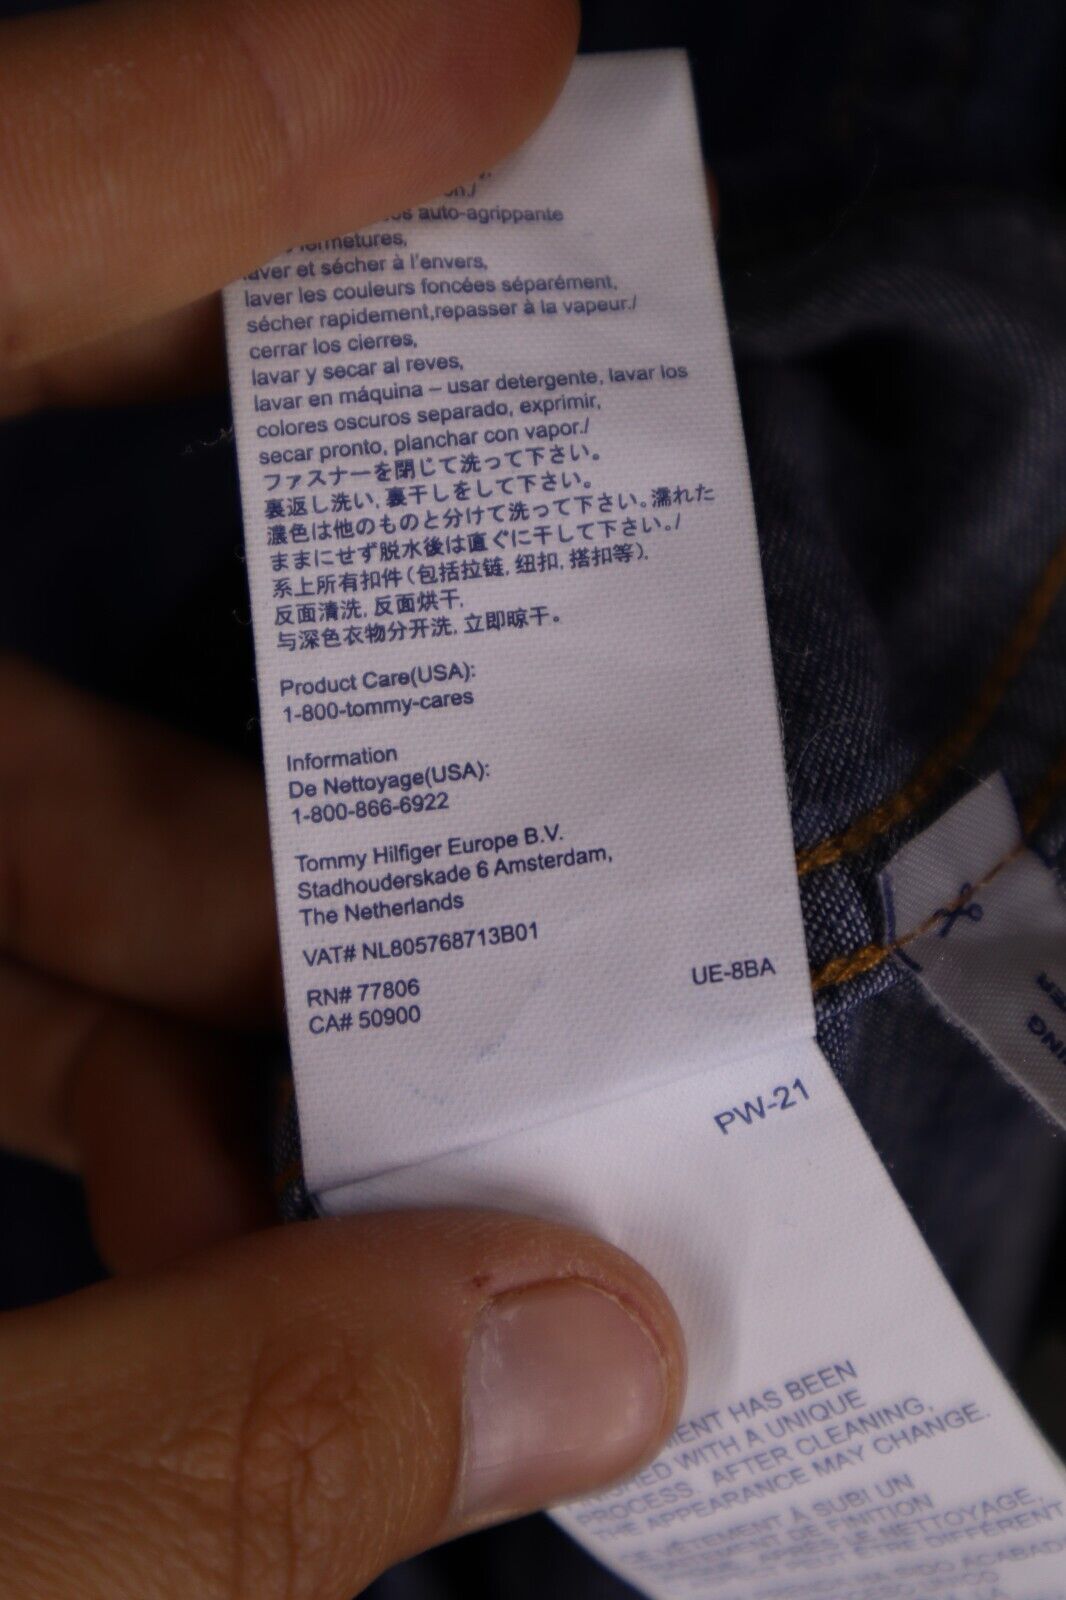 auto-agrippante
fermetures,
laver et sécher à l'envers,
laver les couleurs foncées séparément,
sécher rapidement,repasser à la vapeur./
cerrar los cierres,
lavar y secar al reves,
lavar en máquina – usar detergente, lavar los
colores oscuros separado, exprimir,
secar pronto, planchar con vapor./
ファスナーを閉じて洗って下さい。
裏返し洗い, 裏干しをして下さい。
濃色は他のものと分けて洗って下さい。濡れた
ままにせず脱水後は直ぐに干して下さい。/
系上所有扣件(包括拉链, 纽扣, 搭扣等).
反面清洗, 反面烘干,
与深色衣物分开洗, 立即晾干。
Product Care(USA):
1-800-tommy-cares
Information
De Nettoyage(USA):
1-800-866-6922
Tommy Hilfiger Europe B.V.
Stadhouderskade 6 Amsterdam,
The Netherlands
VAT# NL805768713B01
RN# 77806
CA# 50900
UE-8BA
PW-21
MENT HAS BEEN
WITH A UNIQUE
PROCESS. AFTER CLEANING,
THE APPEARANCE MAY CHANGE.
VÊTEMENT À SUBI UN
DE FINITION
NETTOYAGE,
ÊTRE DIFFÉRENT